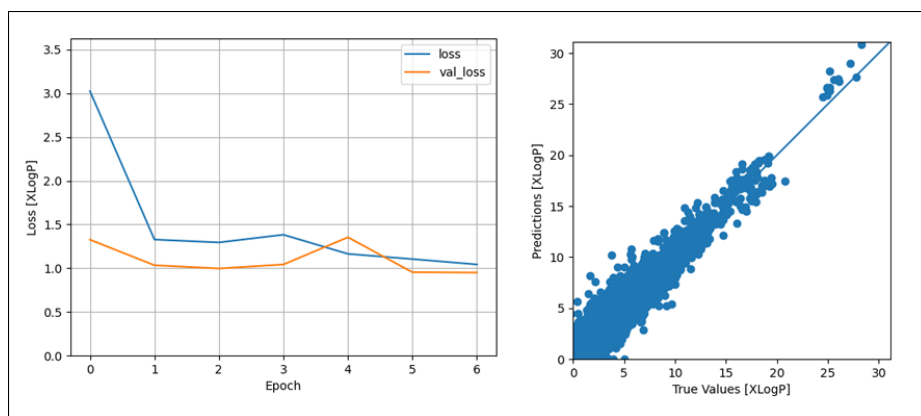 3.5
3.0
2.5
2.0
1.5
1.0
0.5
0.0
Loss [XLogP]
0 1 2 3 4 5 6
Epoch
loss
val_loss
30
25
20
15
10
5
0
Predictions [XLogP]
0 5 10 15 20 25 30
True Values [XLogP]